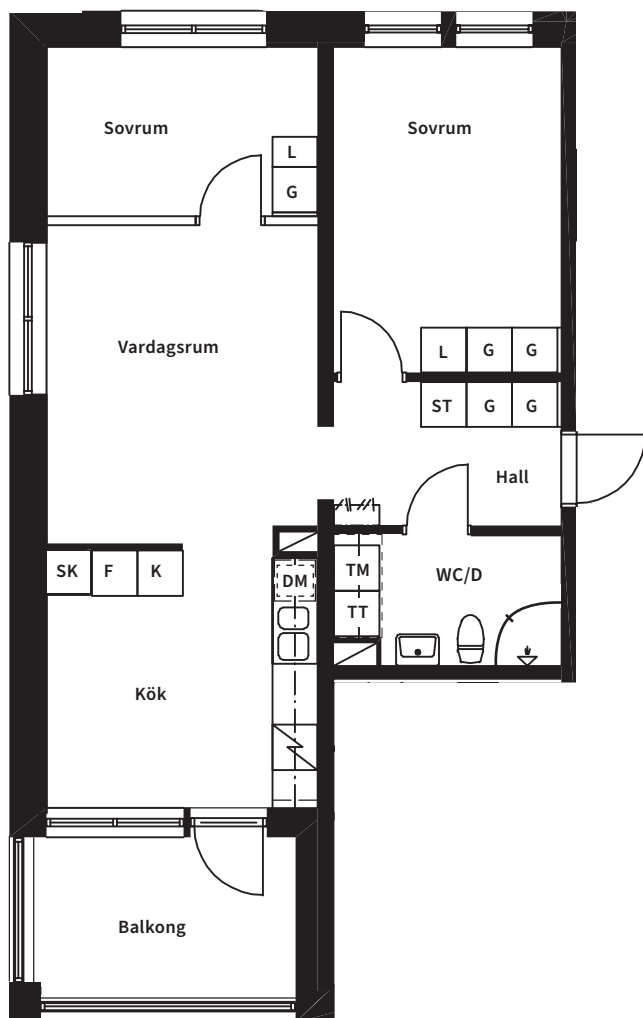 Sovrum
Sovrum
L
G
Vardagsrum
L G G
ST G G
Hall
SK F K
DM
TM
TT
WC/D
Kök
Balkong